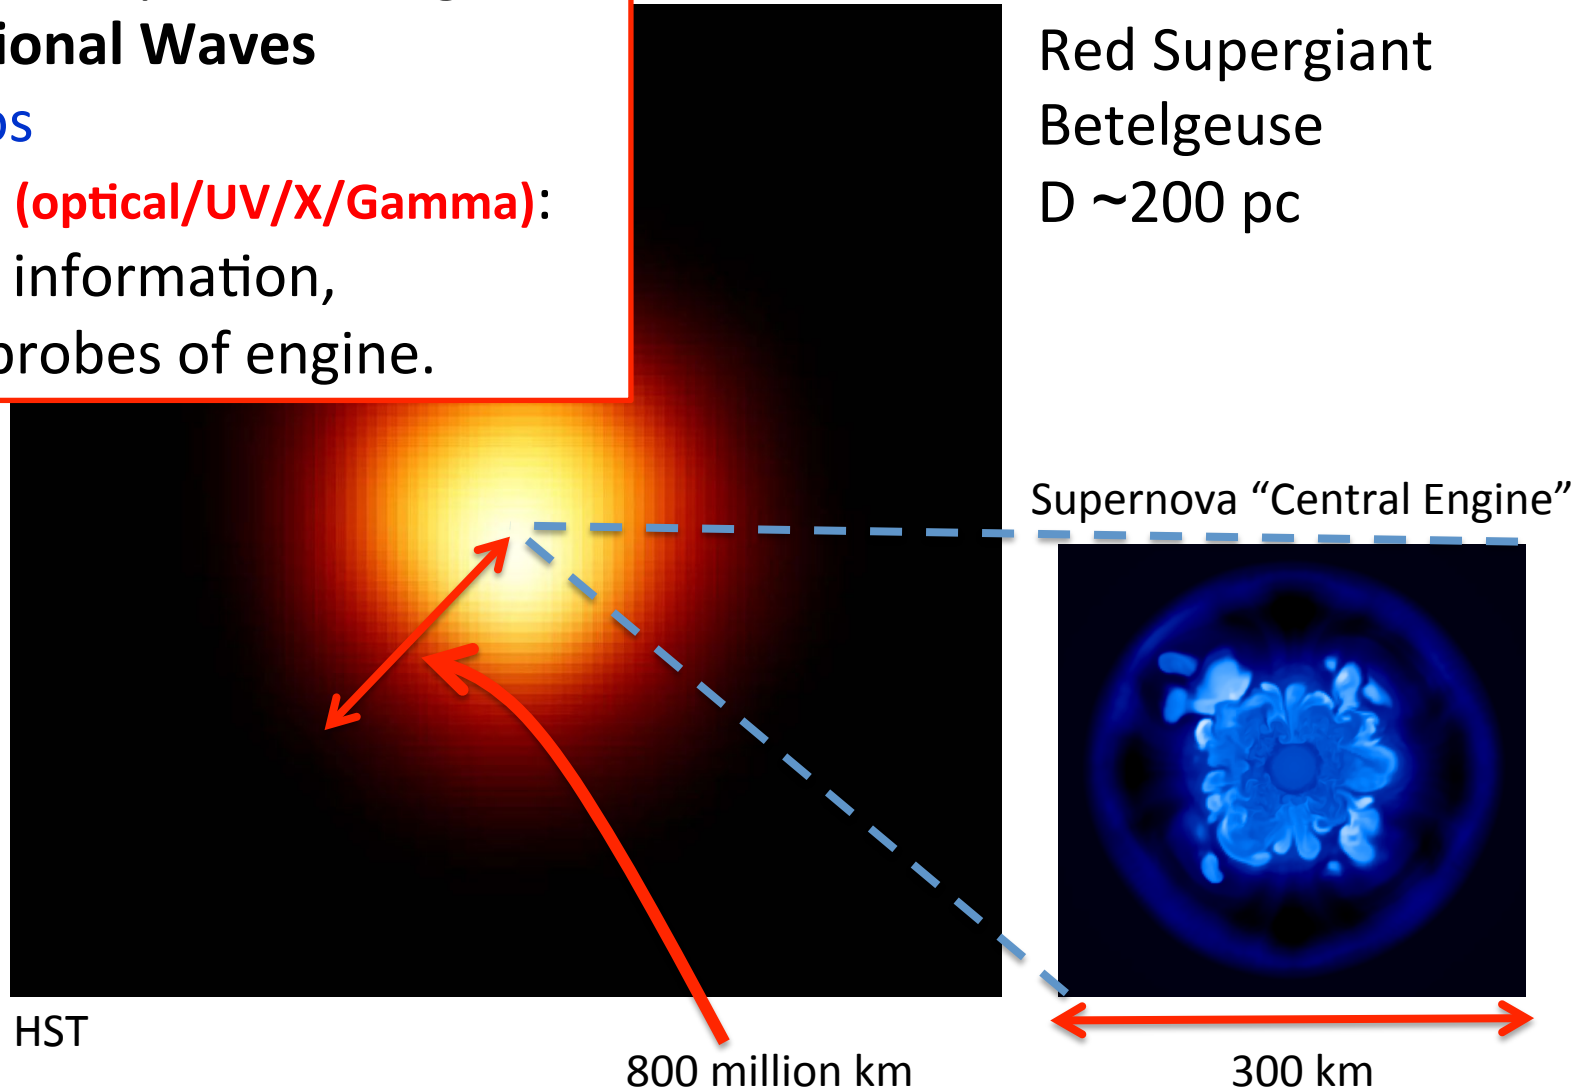 ional Waves
os
(optical/UV/X/Gamma):
information,
probes of engine.
Red Supergiant
Betelgeuse
D ~200 pc
Supernova “Central Engine”
HST
800 million km
300 km